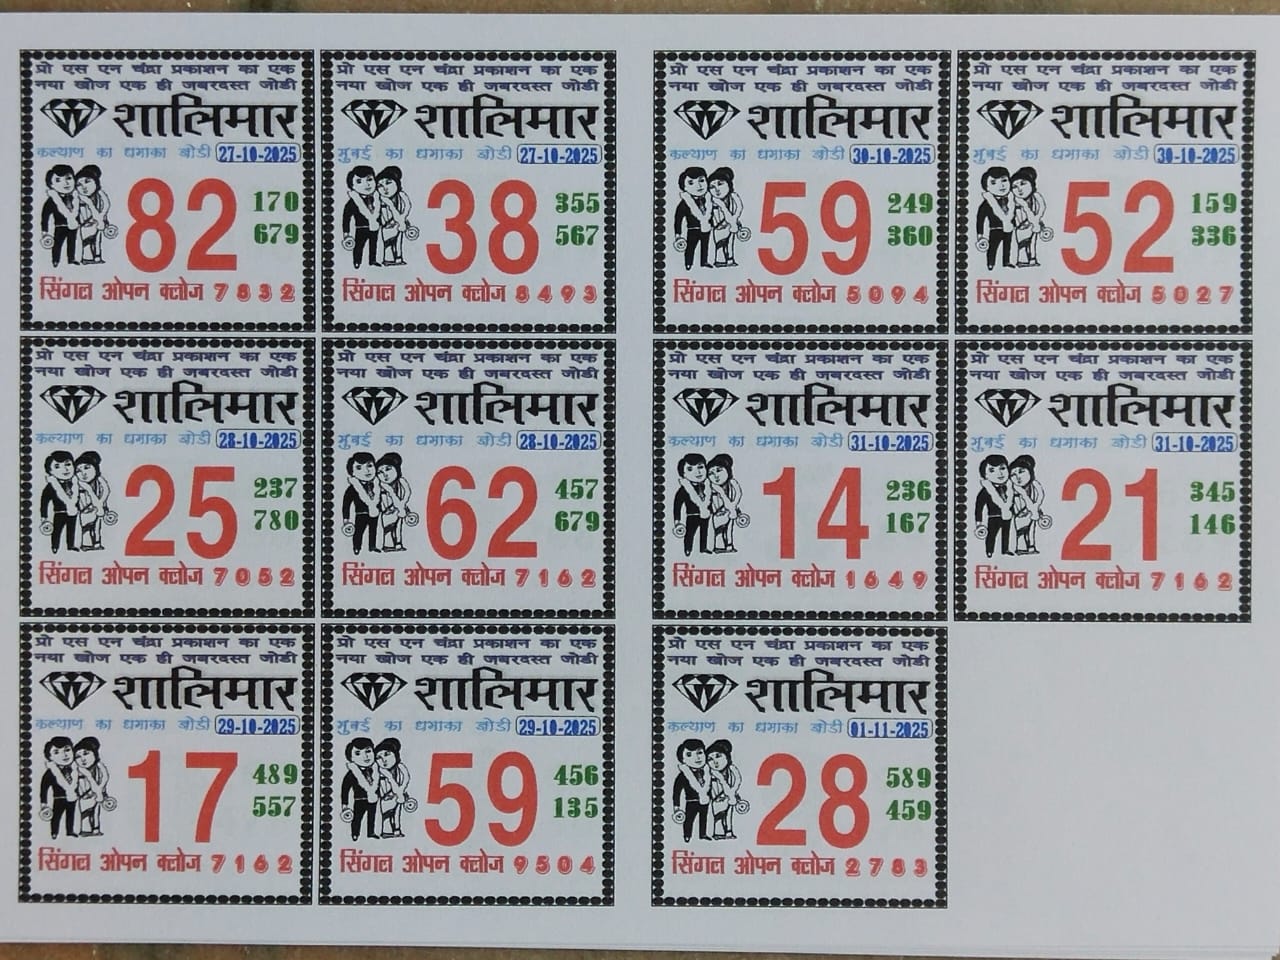 प्रो एस एन चंद्रा प्रकाशन का एक
नया खोज एक ही जबरदस्त जोडी
शालिमार
कल्याण का धमाका जोडी 27-10-2025
82 170
679
सिंगल ओपन क्लोज 7 8 3 2
प्रो एस एन चंद्रा प्रकाशन का एक
नया खोज एक ही जबरदस्त जोडी
शालिमार
मुंबई का धमाका जोडी 27-10-2025
38 355
567
सिंगल ओपन क्लोज 8 4 9 3
प्रो एस एन चंद्रा प्रकाशन का एक
नया खोज एक ही जबरदस्त जोडी
शालिमार
कल्याण का धमाका जोडी 30-10-2025
59 249
360
सिंगल ओपन क्लोज 5 0 9 4
प्रो एस एन चंद्रा प्रकाशन का एक
नया खोज एक ही जबरदस्त जोडी
शालिमार
मुंबई का धमाका जोडी 30-10-2025
52 159
336
सिंगल ओपन क्लोज 5 0 2 7
प्रो एस एन चंद्रा प्रकाशन का एक
नया खोज एक ही जबरदस्त जोडी
शालिमार
कल्याण का धमाका जोडी 28-10-2025
25 237
780
सिंगल ओपन क्लोज 7 0 5 2
प्रो एस एन चंद्रा प्रकाशन का एक
नया खोज एक ही जबरदस्त जोडी
शालिमार
मुंबई का धमाका जोडी 28-10-2025
62 457
679
सिंगल ओपन क्लोज 7 1 6 2
प्रो एस एन चंद्रा प्रकाशन का एक
नया खोज एक ही जबरदस्त जोडी
शालिमार
कल्याण का धमाका जोडी 31-10-2025
14 236
167
सिंगल ओपन क्लोज 1 6 4 9
प्रो एस एन चंद्रा प्रकाशन का एक
नया खोज एक ही जबरदस्त जोडी
शालिमार
मुंबई का धमाका जोडी 31-10-2025
21 345
146
सिंगल ओपन क्लोज 7 1 6 2
प्रो एस एन चंद्रा प्रकाशन का एक
नया खोज एक ही जबरदस्त जोडी
शालिमार
कल्याण का धमाका जोडी 29-10-2025
17 489
557
सिंगल ओपन क्लोज 7 1 6 2
प्रो एस एन चंद्रा प्रकाशन का एक
नया खोज एक ही जबरदस्त जोडी
शालिमार
मुंबई का धमाका जोडी 29-10-2025
59 456
135
सिंगल ओपन क्लोज 9 5 0 4
प्रो एस एन चंद्रा प्रकाशन का एक
नया खोज एक ही जबरदस्त जोडी
शालिमार
कल्याण का धमाका जोडी 01-11-2025
28 589
459
सिंगल ओपन क्लोज 2 7 8 3